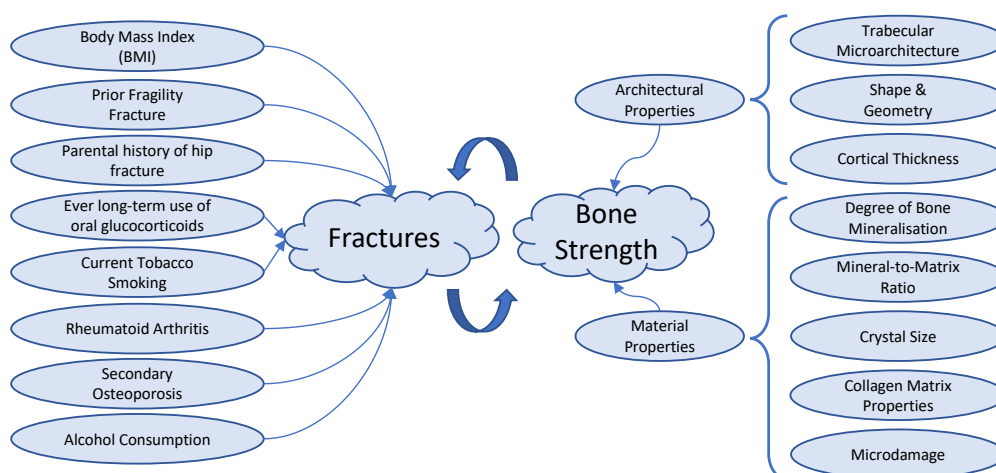 Body Mass Index
(BMI)
Prior Fragility
Fracture
Parental history of hip
fracture
Ever long-term use of
oral glucocorticoids
Current Tobacco
Smoking
Rheumatoid Arthritis
Secondary
Osteoporosis
Alcohol Consumption
Fractures
Bone
Strength
Architectural
Properties
Material
Properties
Trabecular
Microarchitecture
Shape &
Geometry
Cortical Thickness
Degree of Bone
Mineralisation
Mineral-to-Matrix
Ratio
Crystal Size
Collagen Matrix
Properties
Microdamage